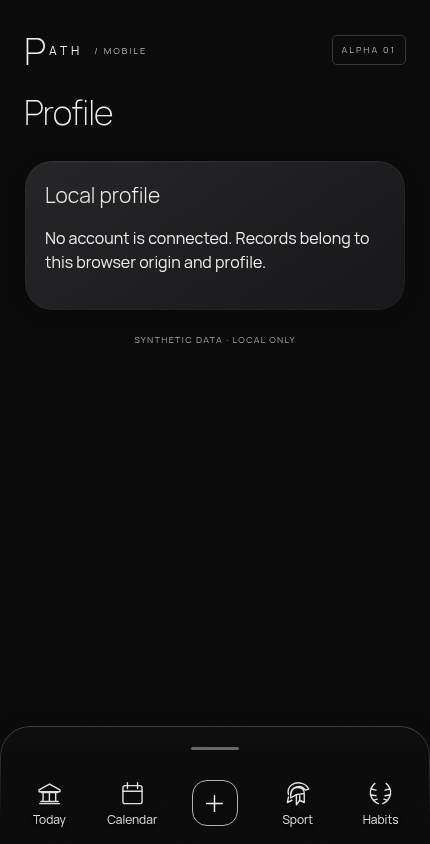 PATH / MOBILE
ALPHA 01
Profile
Local profile
No account is connected. Records belong to
this browser origin and profile.
SYNTHETIC DATA · LOCAL ONLY
Today
Calendar
Sport
Habits